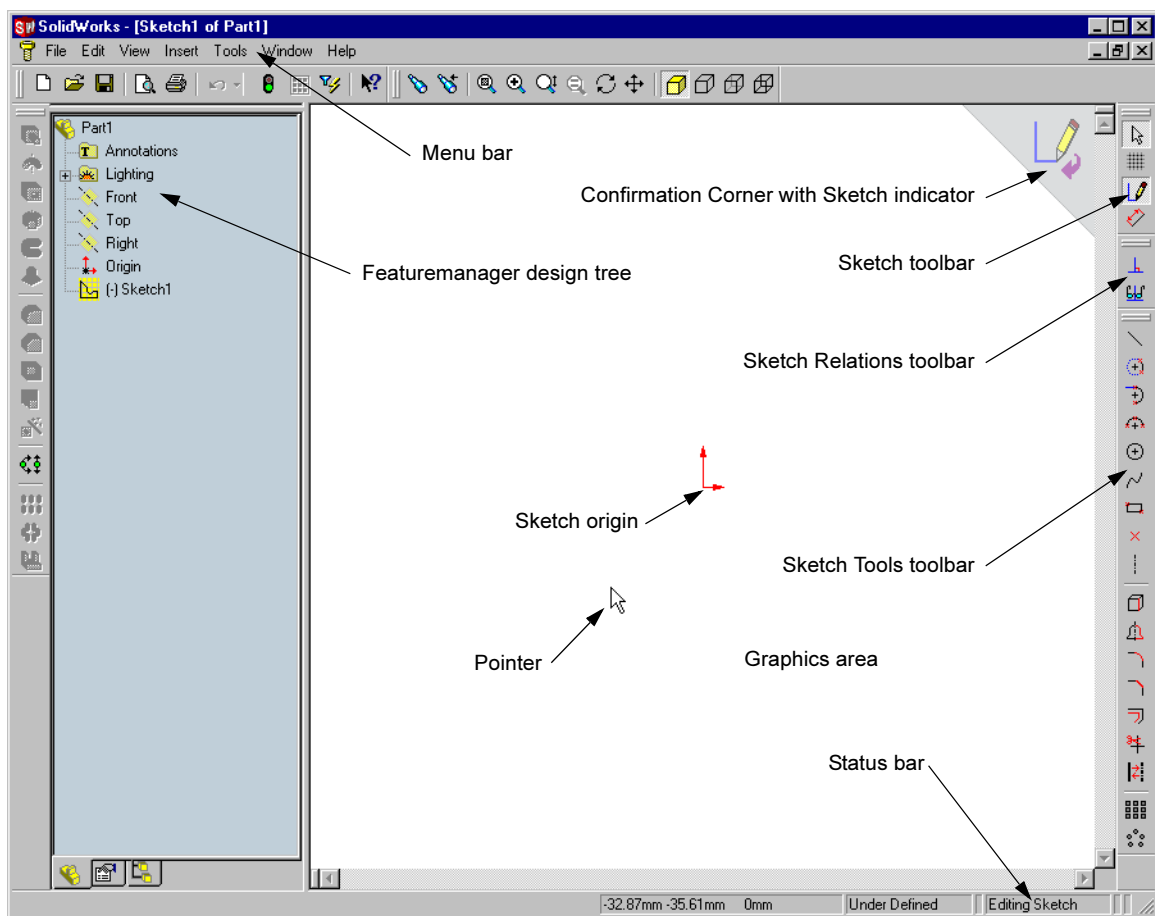 SolidWorks - [Sketch1 of Part1]
File Edit View Insert Tools Window Help
Part1
Annotations
Lighting
Front
Top
Right
Origin
(-) Sketch1
Menu bar
Confirmation Corner with Sketch indicator
Sketch toolbar
Featuremanager design tree
Sketch Relations toolbar
Sketch origin
Sketch Tools toolbar
Pointer
Graphics area
Status bar
-32.87mm -35.61mm 0mm Under Defined Editing Sketch